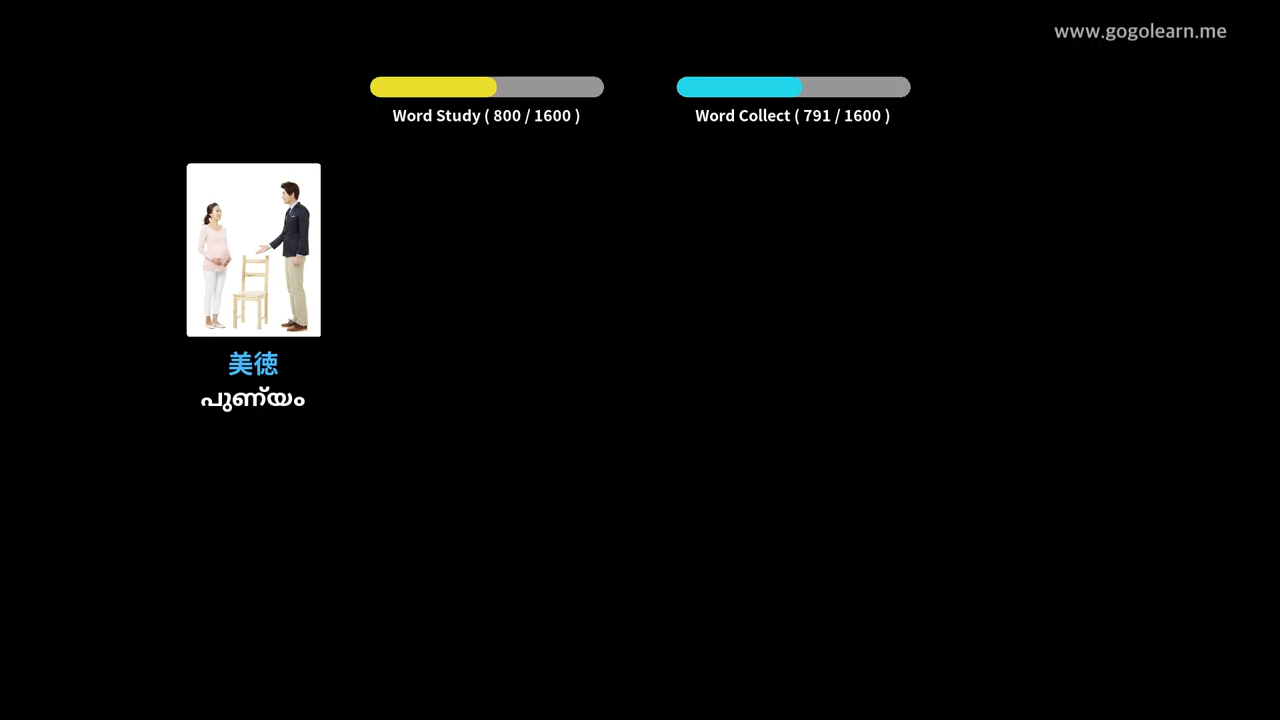 www.gogolearn.me
Word Study ( 800 / 1600 )
Word Collect ( 791 / 1600 )
美徳
പുണ്യം